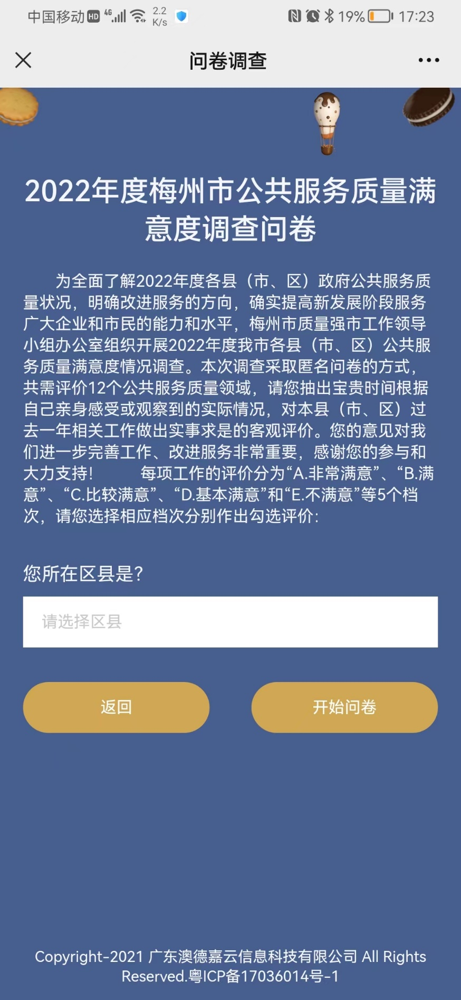 中国移动 HD 4G 2.2 K/s 19% 17:23
问卷调查
2022年度梅州市公共服务质量满
意度调查问卷
为全面了解2022年度各县（市、区）政府公共服务质
量状况，明确改进服务的方向，确实提高新发展阶段服务
广大企业和市民的能力和水平，梅州市质量强市工作领导
小组办公室组织开展2022年度我市各县（市、区）公共服
务质量满意度情况调查。本次调查采取匿名问卷的方式，
共需评价12个公共服务质量领域，请您抽出宝贵时间根据
自己亲身感受或观察到的实际情况，对本县（市、区）过
去一年相关工作做出实事求是的客观评价。您的意见对我
们进一步完善工作、改进服务非常重要，感谢您的参与和
大力支持！ 每项工作的评价分为“A.非常满意”、“B.满
意”、“C.比较满意”、“D.基本满意”和“E.不满意”等5个档
次，请您选择相应档次分别作出勾选评价：
您所在区县是？
请选择区县
返回 开始问卷
Copyright-2021 广东澳德嘉云信息科技有限公司 All Rights
Reserved.粤ICP备17036014号-1